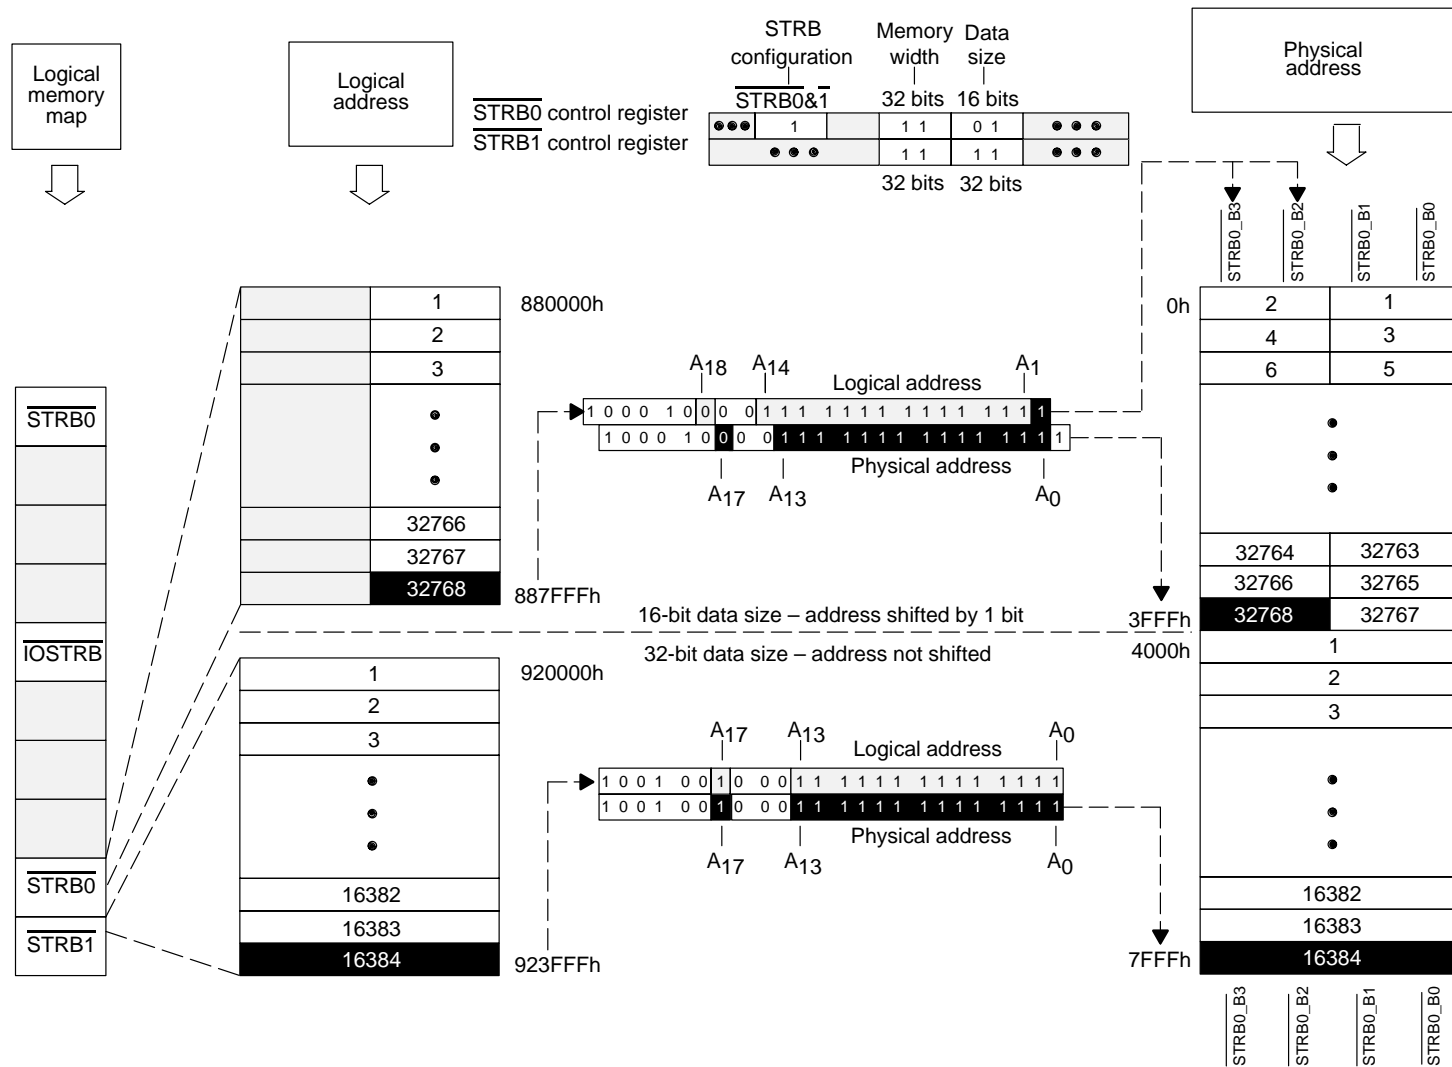 Logical
memory
map
Logical
address
STRB
configuration
Memory
width
Data
size
Physical
address
STRB0&1
32 bits
16 bits
STRB0 control register
1
1 1
0 1
STRB1 control register
1 1
1 1
32 bits
32 bits
STRB0_B3
STRB0_B2
STRB0_B1
STRB0_B0
1
880000h
2
3
32766
32767
32768
887FFFh
STRB0
IOSTRB
STRB0
STRB1
A18
A14
A1
Logical address
1 0 0 0 1 0 0 0 0 1 1 1 1 1 1 1 1 1 1 1 1 1 1 1
1 0 0 0 1 0 0 0 0 1 1 1 1 1 1 1 1 1 1 1 1 1 1 1
Physical address
A17
A13
A0
0h
2
1
4
3
6
5
32764
32763
32766
32765
3FFFh
32768
32767
16-bit data size – address shifted by 1 bit
32-bit data size – address not shifted
920000h
1
2
3
16382
16383
16384
923FFFh
A17
A13
A0
Logical address
1 0 0 1 0 0 1 0 0 0 1 1 1 1 1 1 1 1 1 1 1 1 1 1
1 0 0 1 0 0 1 0 0 0 1 1 1 1 1 1 1 1 1 1 1 1 1 1
Physical address
A17
A13
A0
4000h
1
2
3
16382
16383
7FFFh
16384
STRB0_B3
STRB0_B2
STRB0_B1
STRB0_B0